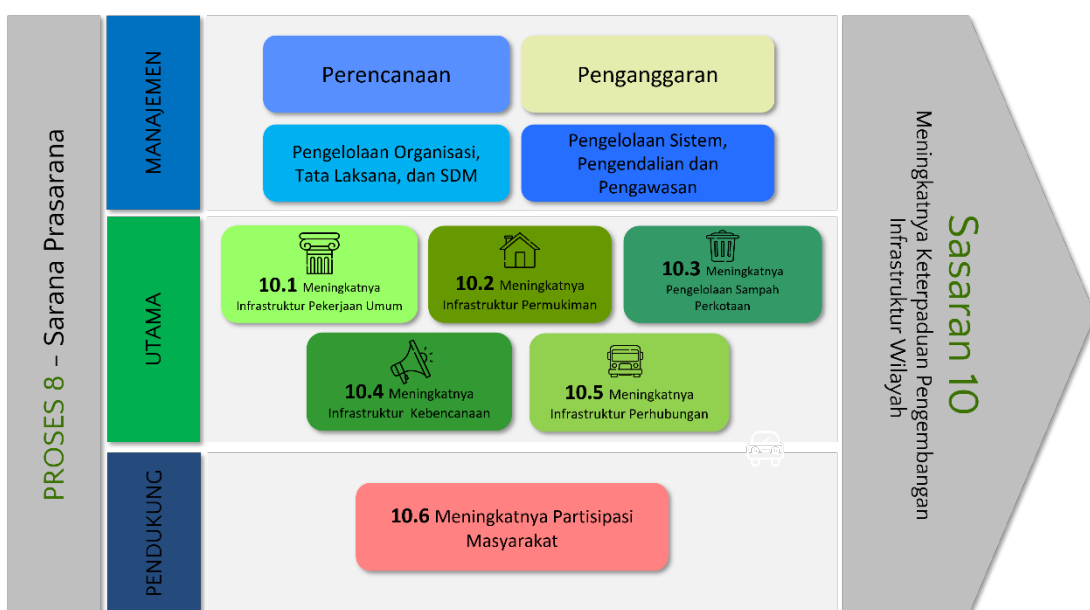 PROSES 8 – Sarana Prasarana
MANAJEMEN
Perencanaan
Penganggaran
Pengelolaan Organisasi,
Tata Laksana, dan SDM
Pengelolaan Sistem,
Pengendalian dan
Pengawasan
UTAMA
10.1 Meningkatnya
Infrastruktur Pekerjaan Umum
10.2 Meningkatnya
Infrastruktur Permukiman
10.3 Meningkatnya
Pengelolaan Sampah
Perkotaan
10.4 Meningkatnya
Infrastruktur Kebencanaan
10.5 Meningkatnya
Infrastruktur Perhubungan
PENDUKUNG
10.6 Meningkatnya Partisipasi
Masyarakat
Sasaran 10
Meningkatnya Keterpaduan Pengembangan
Infrastruktur Wilayah